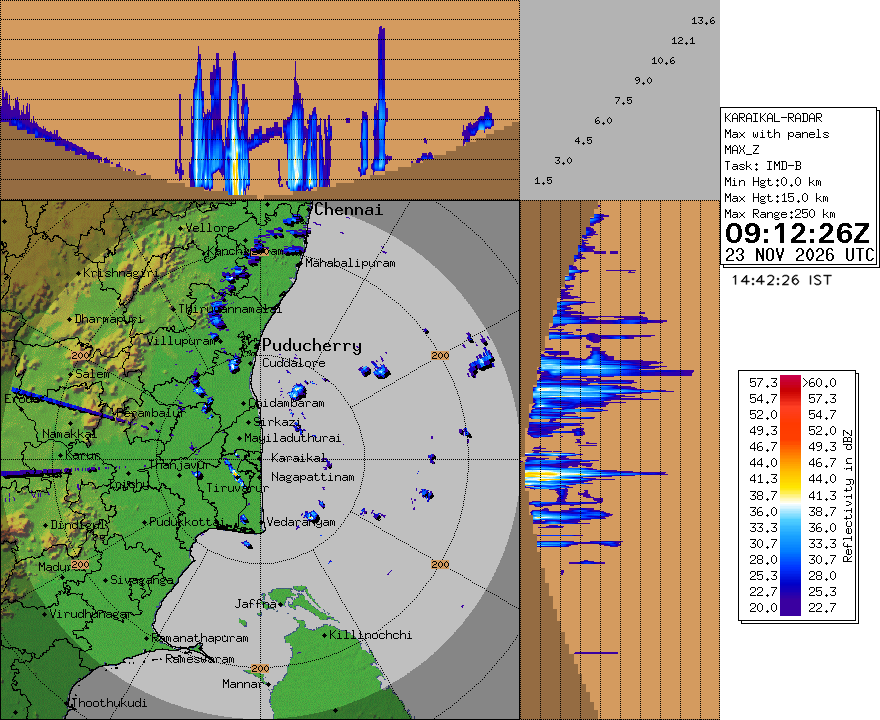 13.6
12.1
10.6
9.0
7.5
6.0
4.5
3.0
1.5
KARAIKAL-RADAR
Max with panels
MAX_Z
Task: IMD-B
Min Hgt:0.0 km
Max Hgt:15.0 km
Max Range:250 km
09:12:26Z
23 NOV 2026 UTC
14:42:26 IST
Chennai
Vellore
Mahabalipuram
Krishnagiri
Thiruvannamalai
Dharmapuri
Villupuram
Puducherry
200
200
Cuddalore
Salem
Chidambaram
Perambalur
Sirkazi
Namakkal
Mayiladuthurai
Karur
Karaikal
Thanjavur
Nagapattinam
Tiruvarur
Dindigul
Pudukkottai
Vedaranyam
200
200
Sivaganga
Jaffna
Virudhunagar
Killinochchi
Ramanathapuram
Rameswaram
200
Mannar
Thoothukudi
57.3 >60.0
54.7 57.3
52.0 54.7
49.3 52.0
46.7 49.3
44.0 46.7
41.3 44.0
38.7 41.3
36.0 38.7
33.3 36.0
30.7 33.3
28.0 30.7
25.3 28.0
22.7 25.3
20.0 22.7
Reflectivity in dBZ